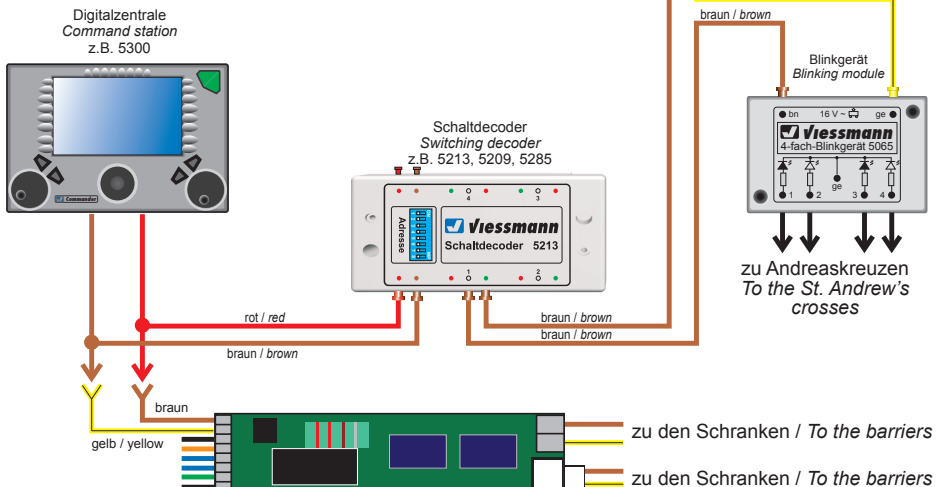 Digitalzentrale
Command station
z.B. 5300
Commander
Schaltdecoder
Switching decoder
z.B. 5213, 5209, 5285
4
3
Adresse
Viessmann
Schaltdecoder 5213
1
2
braun / brown
Blinkgerät
Blinking module
bn 16 V ~ ge
Viessmann
4-fach-Blinkgerät 5065
ge
1 2 3 4
zu Andreaskreuzen
To the St. Andrew's
crosses
rot / red
braun / brown
braun / brown
braun / brown
braun
gelb / yellow
zu den Schranken / To the barriers
zu den Schranken / To the barriers